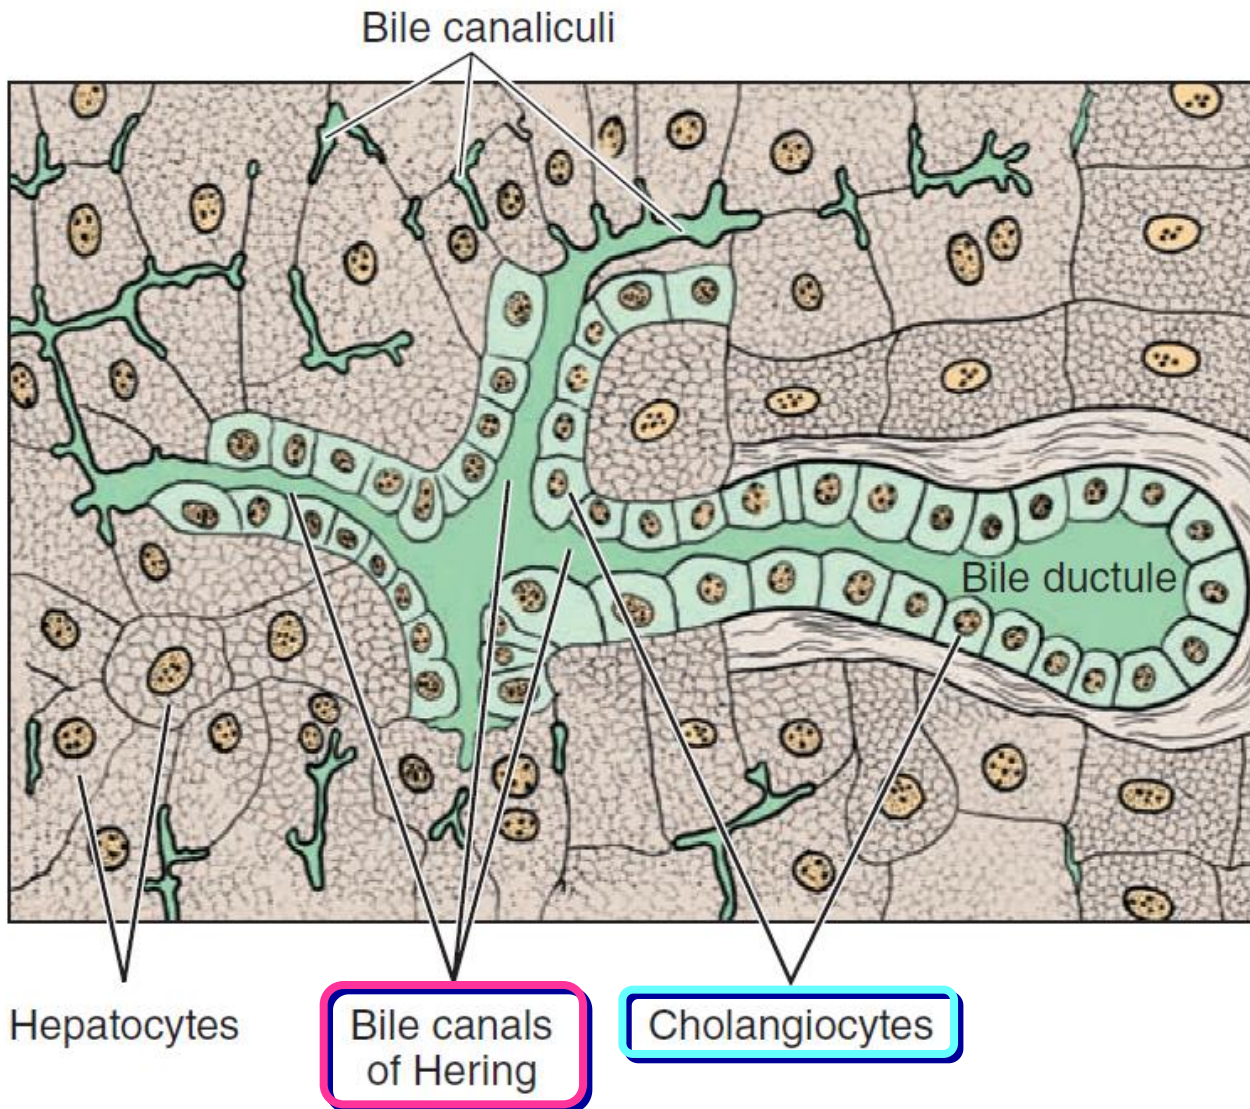 Bile canaliculi
Bile ductule
Hepatocytes
Bile canals
of Hering
Cholangiocytes